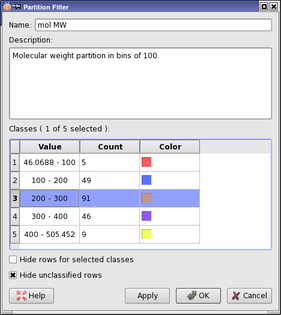 Partition Filter
Name: mol MW
Description:
Molecular weight partition in bins of 100.
Classes ( 1 of 5 selected ):
Value Count Color
1 46.0688 - 100 5
2 100 - 200 49
3 200 - 300 91
4 300 - 400 46
5 400 - 505.452 9
Hide rows for selected classes
Hide unclassified rows
Help Apply OK Cancel